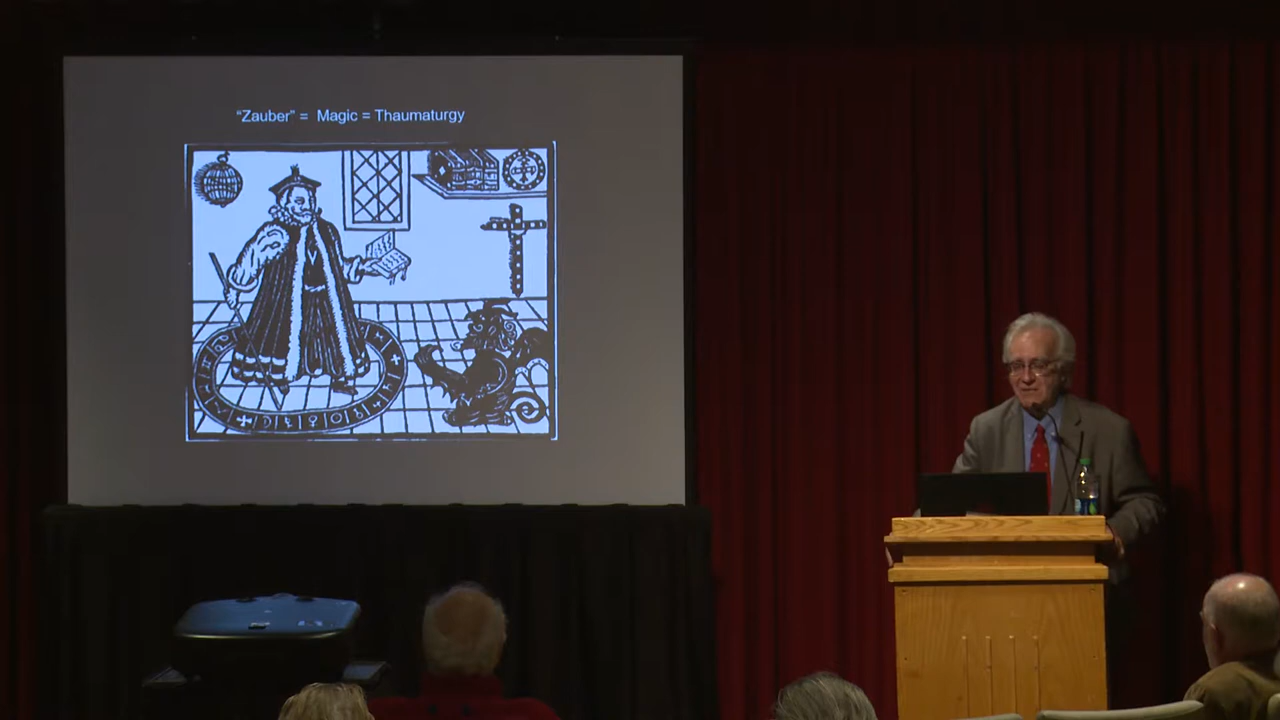 “Zauber” = Magic = Thaumaturgy